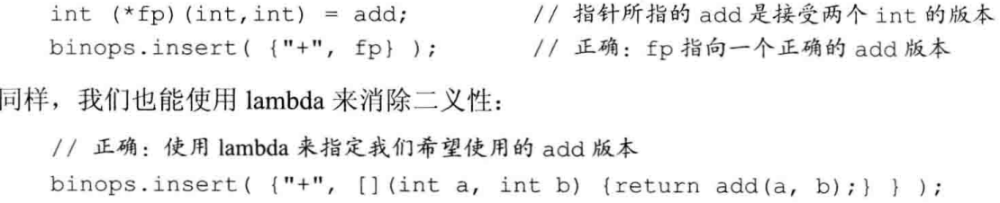 int (*fp)(int,int) = add; // 指针所指的 add 是接受两个 int 的版本
binops.insert( {"+", fp} ); // 正确：fp 指向一个正确的 add 版本
同样，我们也能使用 lambda 来消除二义性：
// 正确：使用 lambda 来指定我们希望使用的 add 版本
binops.insert( {"+", [](int a, int b) {return add(a, b);} } );